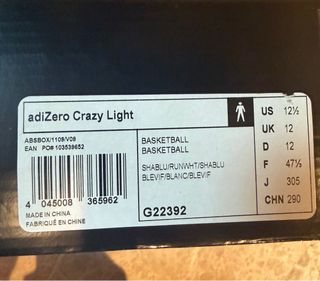 adiZero Crazy Light
ABSBOX/1109/V09
EAN PO# 103539652
4 045008 365962
MADE IN CHINA
FABRIQUÉ EN CHINE
BASKETBALL
BASKETBALL
SHABLU/RUNWHT/SHABLU
BLEVIF/BLANC/BLEVIF
G22392
US 12½
UK 12
D 12
F 47⅓
J 305
CHN 290